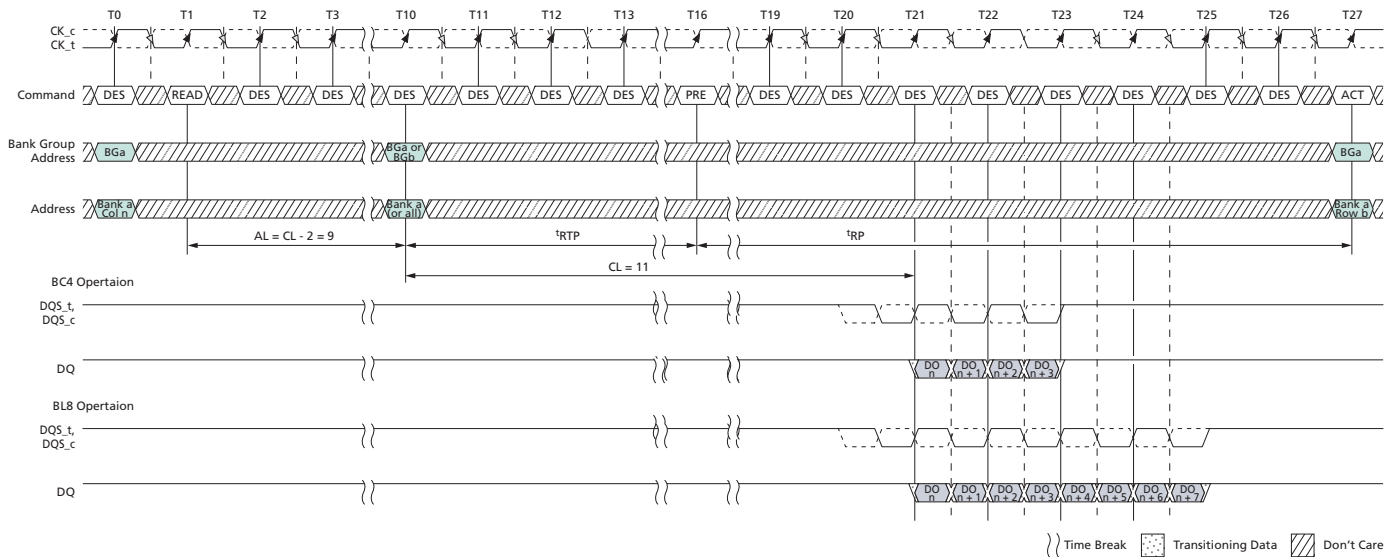 T0 T1 T2 T3 T10 T11 T12 T13 T16 T19 T20 T21 T22 T23 T24 T25 T26 T27
CK_c
CK_t
Command DES READ DES DES DES DES DES DES PRE DES DES DES DES DES DES DES DES ACT
Bank Group
Address
BGa
BGa or
BGb
BGa
Address
Bank a
Col n
Bank a
(or all)
Bank a
Row b
AL = CL - 2 = 9
tRTP
tRP
CL = 11
BC4 Opertaion
DQS_t,
DQS_c
DQ
DO
n
DO
n + 1
DO
n + 2
DO
n + 3
BL8 Opertaion
DQS_t,
DQS_c
DQ
DO
n
DO
n + 1
DO
n + 2
DO
n + 3
DO
n + 4
DO
n + 5
DO
n + 6
DO
n + 7
Time Break Transitioning Data Don't Care